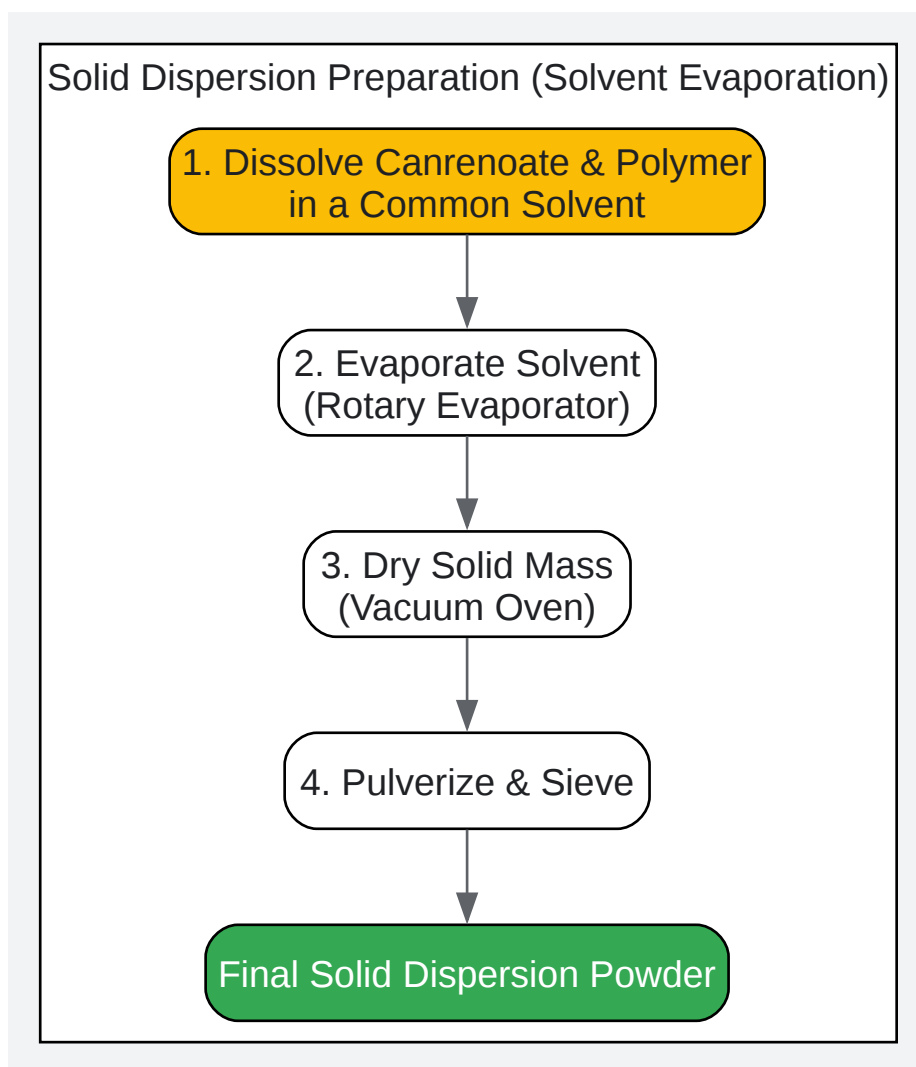 Solid Dispersion Preparation (Solvent Evaporation)
1. Dissolve Canrenoate & Polymer
in a Common Solvent
2. Evaporate Solvent
(Rotary Evaporator)
3. Dry Solid Mass
(Vacuum Oven)
4. Pulverize & Sieve
Final Solid Dispersion Powder